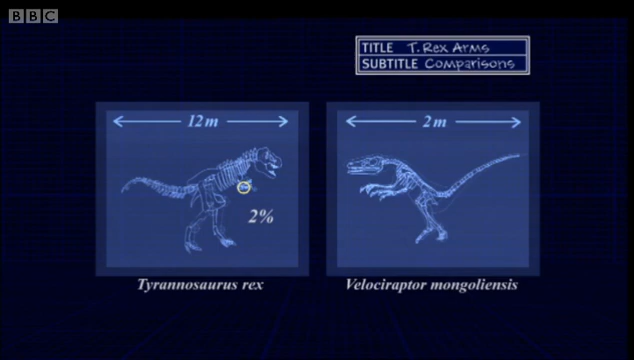 BBC
TITLE T. Rex Arms
SUBTITLE Comparisons
12m
2m
2%
Tyrannosaurus rex
Velociraptor mongoliensis